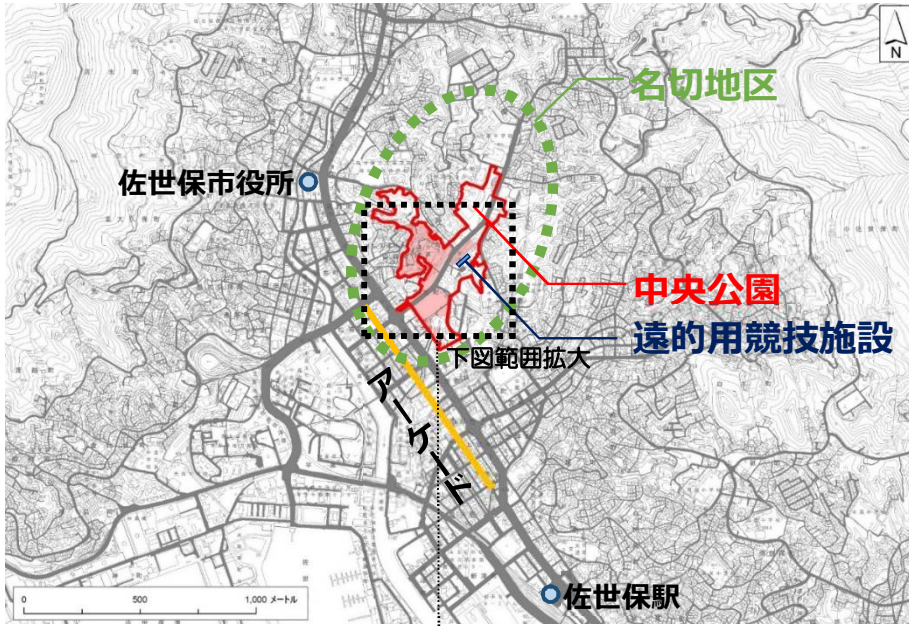 N
名切地区
佐世保市役所
中央公園
遠的用競技施設
下図範囲拡大
アーケード
佐世保駅
0 500 1,000 メートル